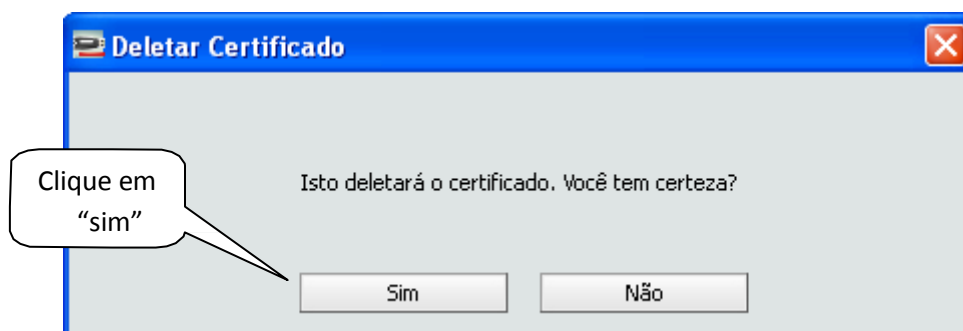 Deletar Certificado
Isto deletará o certificado. Você tem certeza?
Clique em
“sim”
Sim
Não